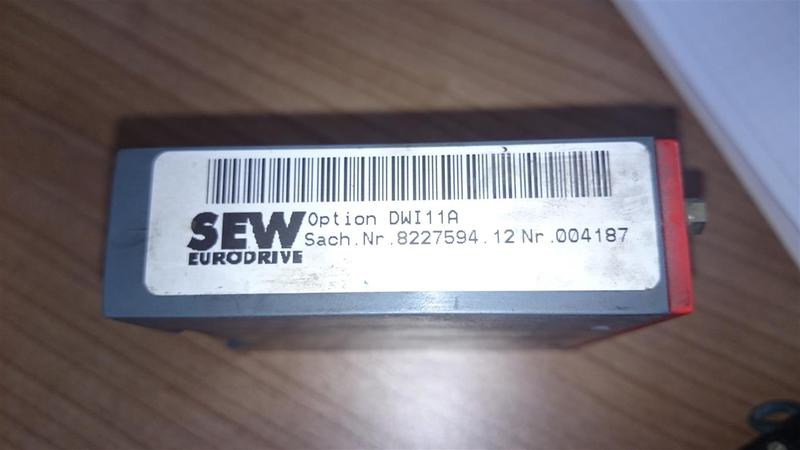 SEW
EURODRIVE
Option DWI11A
Sach.Nr.8227594.12 Nr.004187